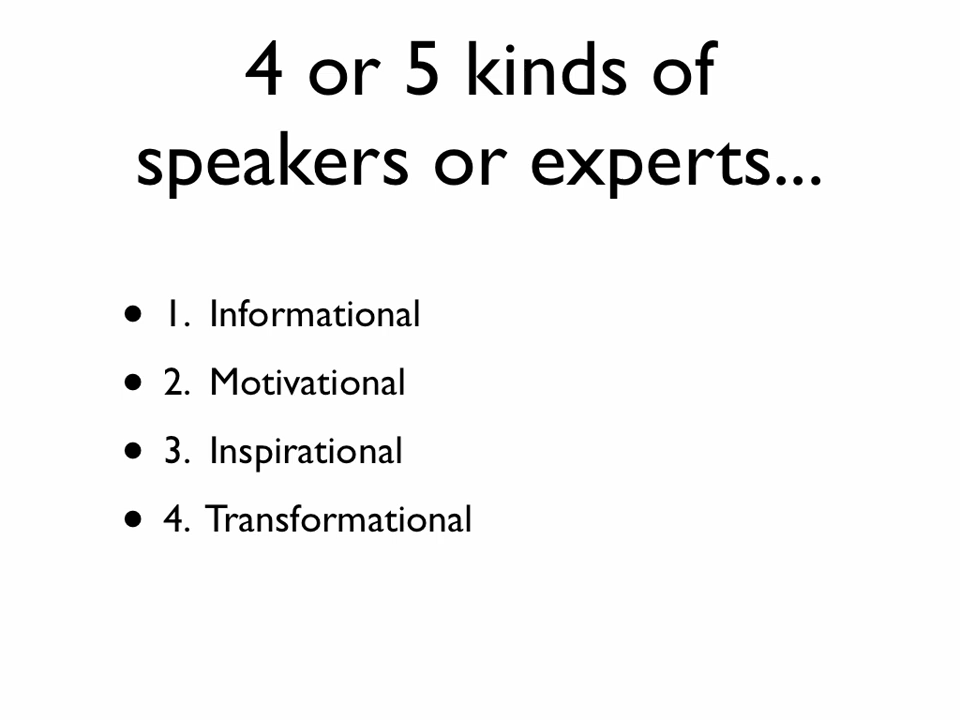 4 or 5 kinds of
speakers or experts...
• 1. Informational
• 2. Motivational
• 3. Inspirational
• 4. Transformational